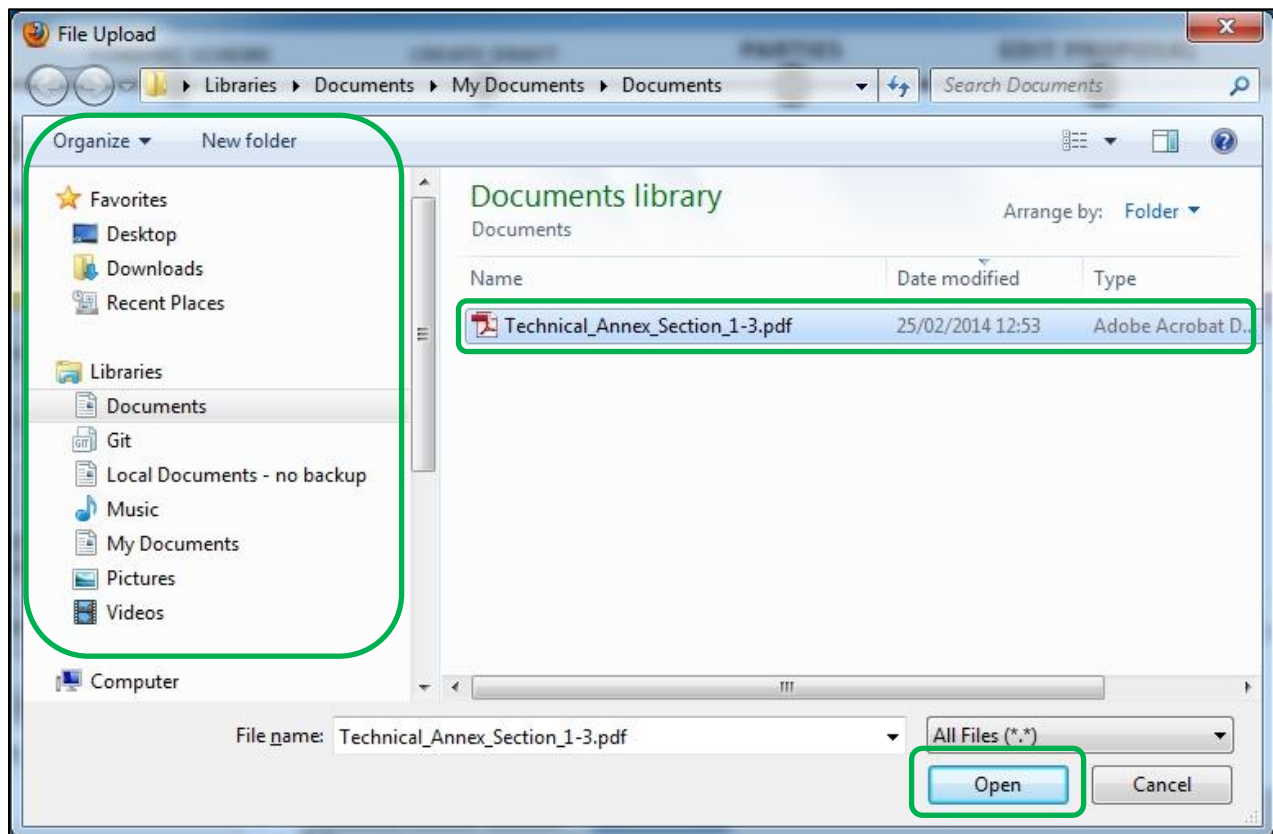 File Upload
Libraries Documents My Documents Documents
Search Documents
Organize New folder
Favorites
Desktop
Downloads
Recent Places
Libraries
Documents
Git
Local Documents - no backup
Music
My Documents
Pictures
Videos
Computer
Documents library
Documents
Arrange by: Folder
Name Date modified Type
Technical_Annex_Section_1-3.pdf 25/02/2014 12:53 Adobe Acrobat D...
File name: Technical_Annex_Section_1-3.pdf All Files (*.*)
Open Cancel